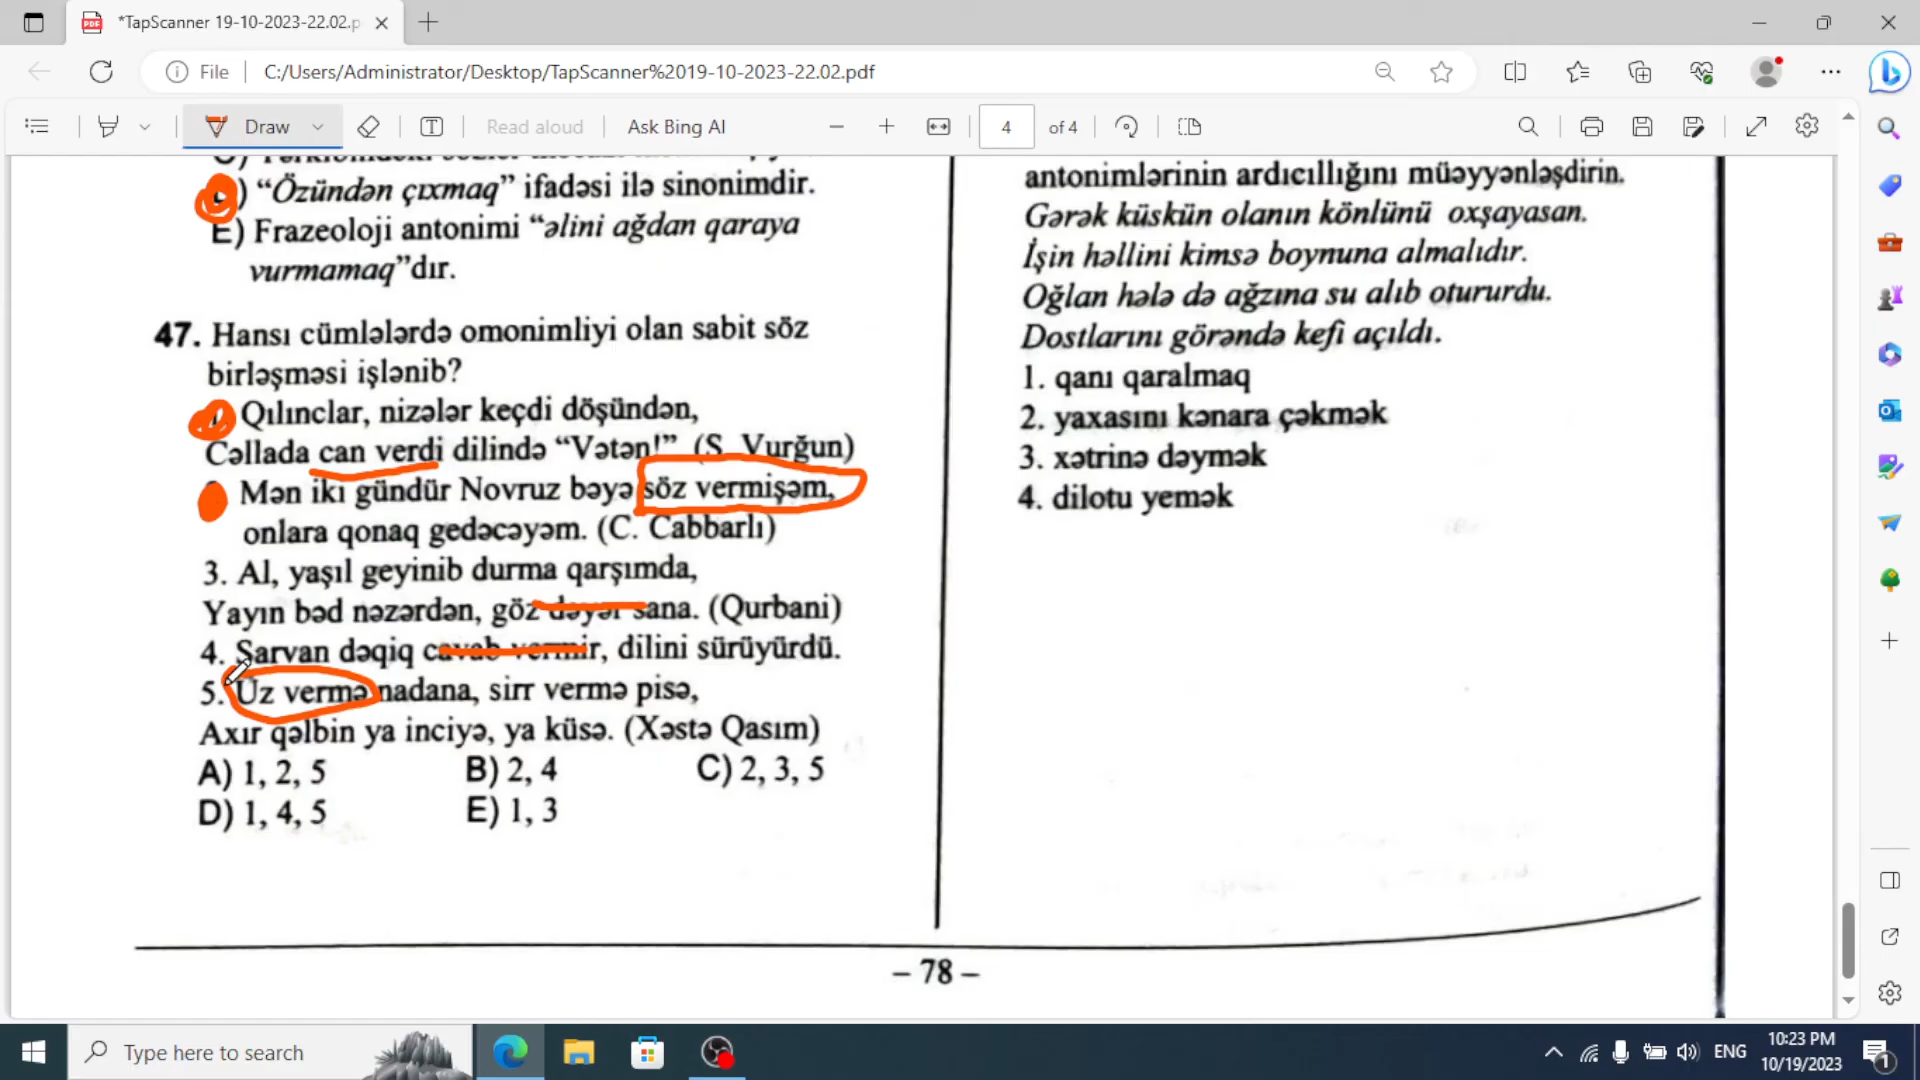 *TapScanner 19-10-2023-22.02.p
File
C:/Users/Administrator/Desktop/TapScanner%2019-10-2023-22.02.pdf
Draw
Read aloud
Ask Bing AI
4
of 4
) “Özündən çıxmaq” ifadəsi ilə sinonimdir.
E) Frazeoloji antonimi “əlini ağdan qaraya
vurmamaq”dır.
47. Hansı cümlələrdə omonimliyi olan sabit söz
birləşməsi işlənib?
Qılınclar, nizələr keçdi döşündən,
Cəllada can verdi dilində “Vətən!” (S. Vurğun)
Mən iki gündür Novruz bəyə söz vermişəm,
onlara qonaq gedəcəyəm. (C. Cabbarlı)
3. Al, yaşıl geyinib durma qarşımda,
Yayın bəd nəzərdən, göz dəyər sana. (Qurbani)
4. Sarvan dəqiq cavab vermir, dilini sürüyürdü.
5. Üz vermə nadana, sirr vermə pisə,
Axır qəlbin ya inciyə, ya küsə. (Xəstə Qasım)
A) 1, 2, 5 B) 2, 4 C) 2, 3, 5
D) 1, 4, 5 E) 1, 3
antonimlərinin ardıcıllığını müəyyənləşdirin.
Gərək küskün olanın könlünü oxşayasan.
İşin həllini kimsə boynuna almalıdır.
Oğlan hələ də ağzına su alıb otururdu.
Dostlarını görəndə kefi açıldı.
1. qanı qaralmaq
2. yaxasını kənara çəkmək
3. xətrinə dəymək
4. dilotu yemək
– 78 –
Type here to search
ENG
10:23 PM
10/19/2023
1